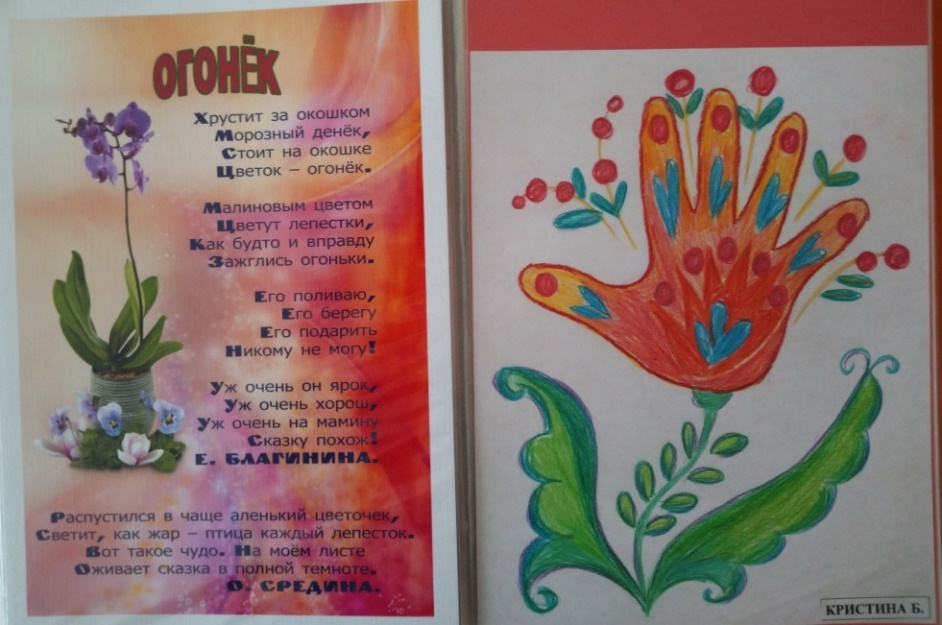 ОГОНЁК
Хрустит за окошком
Морозный денёк,
Стоит на окошке
Цветок – огонёк.
Малиновым цветом
Цветут лепестки,
Как будто и вправду
Зажглись огоньки.
Его поливаю,
Его берегу
Его подарить
Никому не могу!
Уж очень он ярок,
Уж очень хорош,
Уж очень на мамину
Сказку похож!
Е. БЛАГИНИНА.
Распустился в чаще аленький цветочек,
Светит, как жар – птица каждый лепесток.
Вот такое чудо. На моём листе
Оживает сказка в полной темноте.
О. СРЕДИНА.
КРИСТИНА Б.